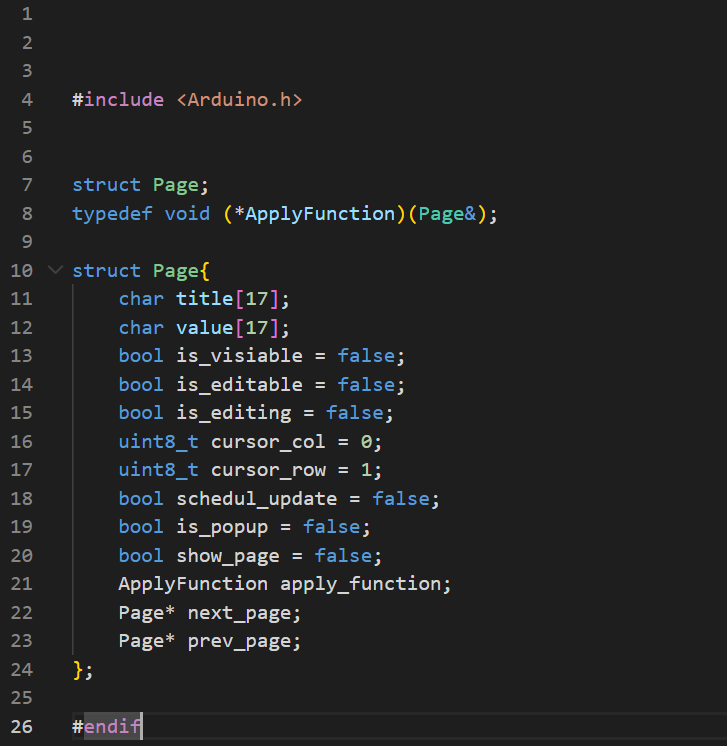 1
2
3
4 #include <Arduino.h>
5
6
7 struct Page;
8 typedef void (*ApplyFunction)(Page&);
9
10 struct Page{
11     char title[17];
12     char value[17];
13     bool is_visiable = false;
14     bool is_editable = false;
15     bool is_editing = false;
16     uint8_t cursor_col = 0;
17     uint8_t cursor_row = 1;
18     bool schedul_update = false;
19     bool is_popup = false;
20     bool show_page = false;
21     ApplyFunction apply_function;
22     Page* next_page;
23     Page* prev_page;
24 };
25
26 #endif